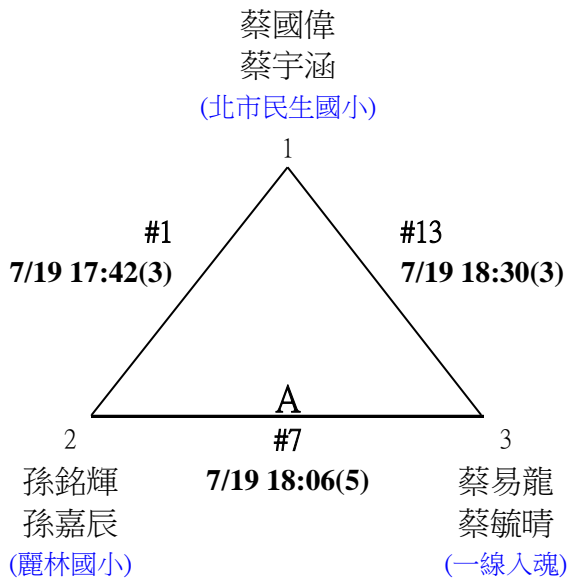 蔡國偉
蔡宇涵
(北市民生國小)
1
#1
7/19 17:42(3)
#13
7/19 18:30(3)
A
2
#7
3
7/19 18:06(5)
孫銘輝
孫嘉辰
(麗林國小)
蔡易龍
蔡毓晴
(一線入魂)